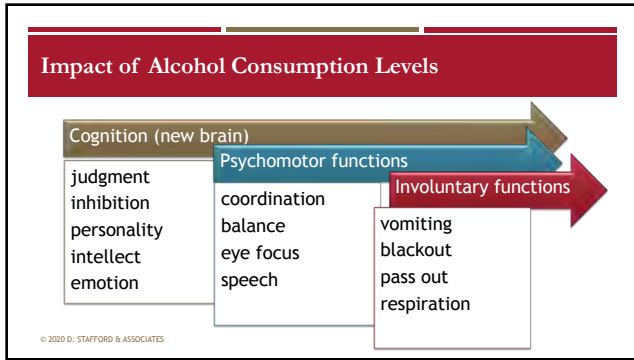 Impact of Alcohol Consumption Levels
Cognition (new brain)
judgment
inhibition
personality
intellect
emotion
Psychomotor functions
coordination
balance
eye focus
speech
Involuntary functions
vomiting
blackout
pass out
respiration
© 2020 D. STAFFORD & ASSOCIATES